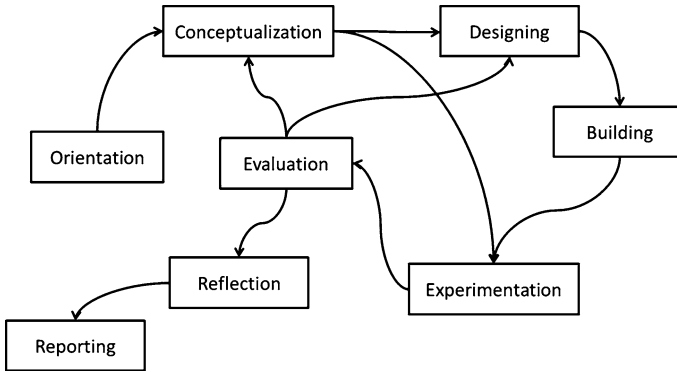 Conceptualization
Designing
Building
Orientation
Evaluation
Reflection
Experimentation
Reporting